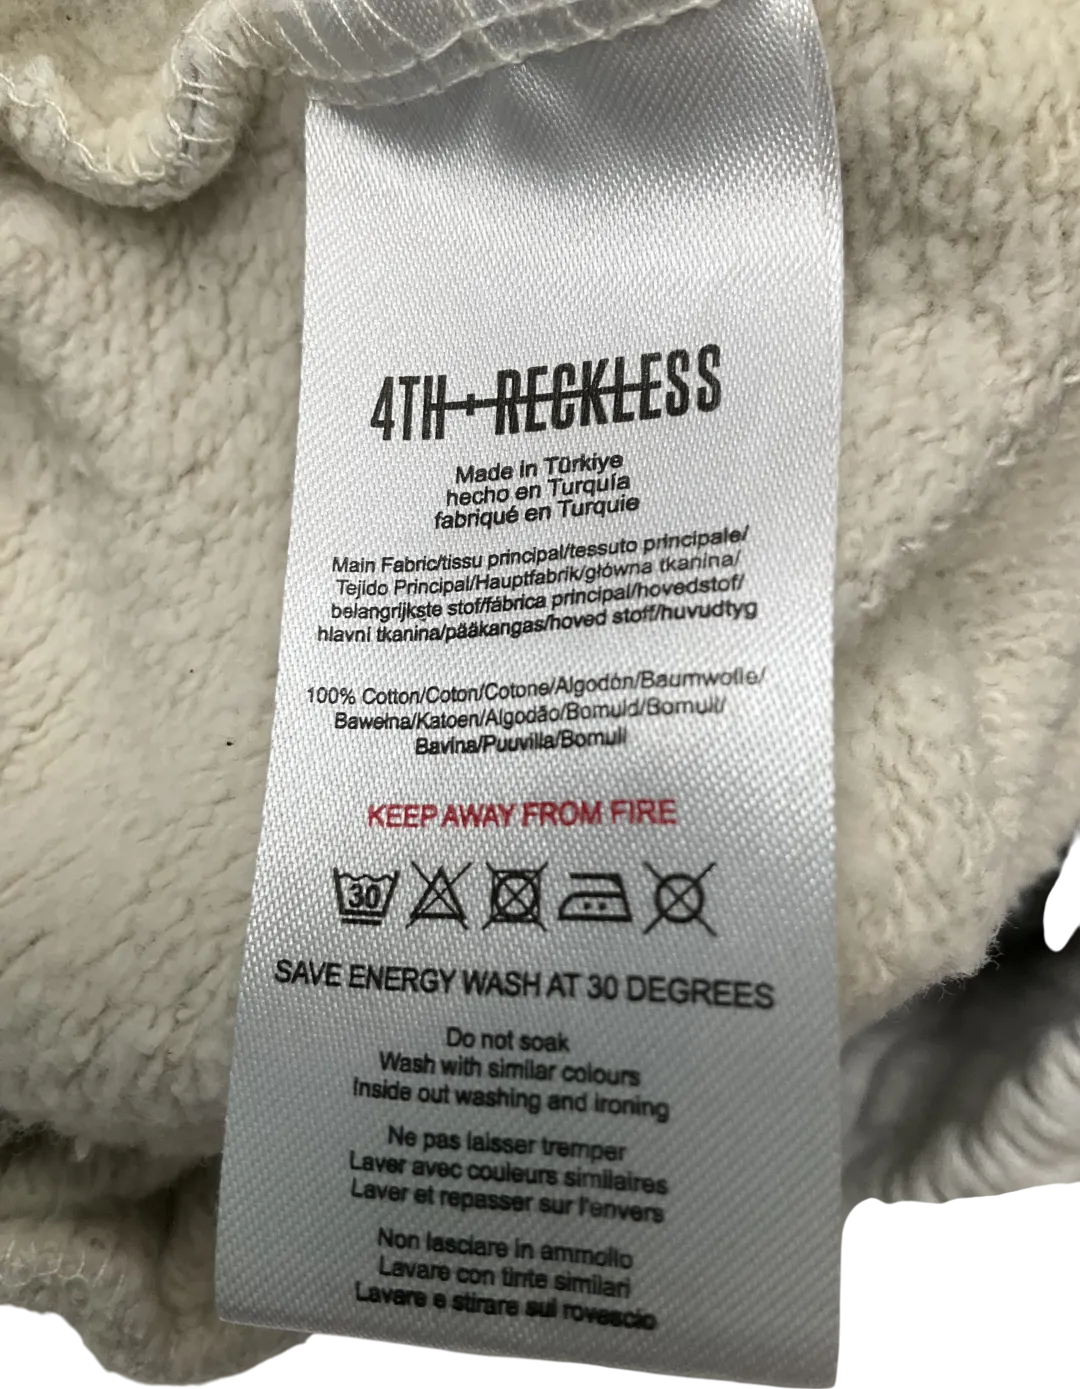 4TH+RECKLESS
Made in Türkiye
hecho en Turquía
fabriqué en Turquie
Main Fabric/tissu principal/tessuto principale/
Tejido Principal/Hauptfabrik/główna tkanina/
belangrijkste stof/fábrica principal/hovedstof/
hlavní tkanina/pääkangas/hoved stoff/huvudtyg
100% Cotton/Coton/Cotone/Algodón/Baumwolle/
Bawełna/Katoen/Algodão/Bomuld/Bomull/
Bavlna/Puuvilla/Bomull
KEEP AWAY FROM FIRE
30
SAVE ENERGY WASH AT 30 DEGREES
Do not soak
Wash with similar colours
Inside out washing and ironing
Ne pas laisser tremper
Laver avec couleurs similaires
Laver et repasser sur l'envers
Non lasciare in ammollo
Lavare con tinte similari
Lavare e stirare sul rovescio